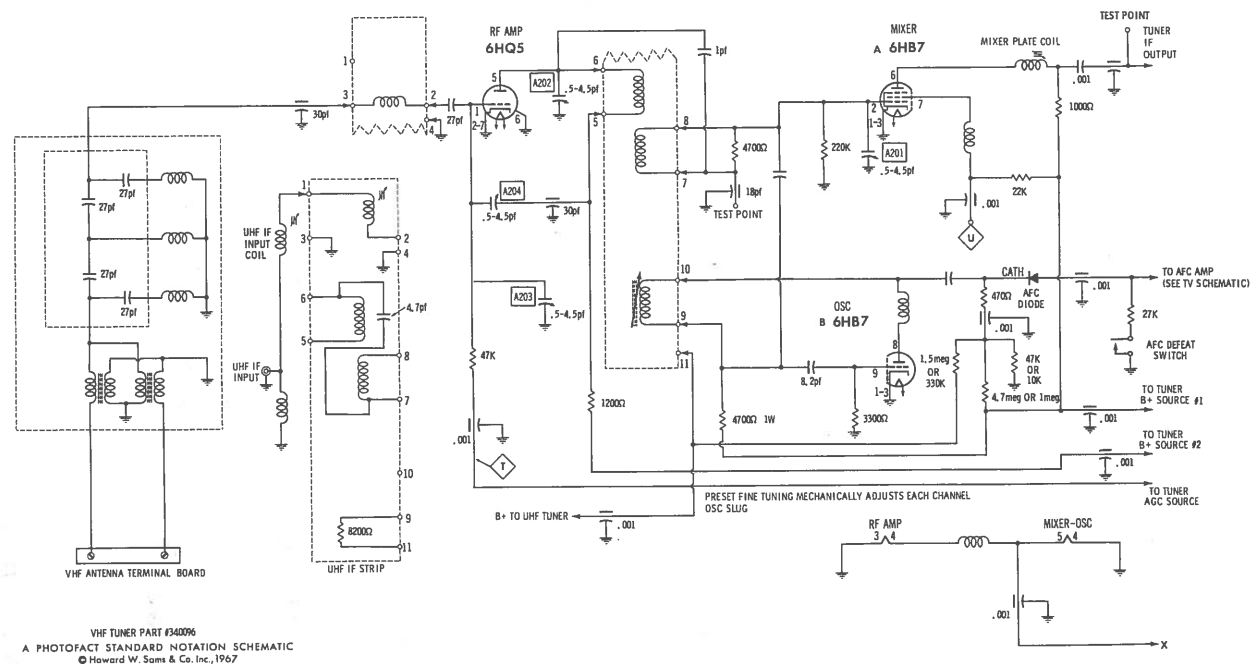 TEST POINT
TUNER
IF
OUTPUT
RF AMP
6HQ5
MIXER
A 6HB7
MIXER PLATE COIL
1
3
2
4
30pf
27pf
5
1
2-7
6
A202
.5-4.5pf
6
5
1pf
8
7
4700Ω
18pf
TEST POINT
220K
A201
.5-4.5pf
6
2
7
1-3
.001
1000Ω
22K
.001
U
27pf
27pf
27pf
27pf
1
3
2
4
UHF IF
INPUT
COIL
6
5
4.7pf
8
7
UHF IF
INPUT
10
9
8200Ω
11
UHF IF STRIP
A204
.5-4.5pf
30pf
A203
.5-4.5pf
47K
.001
T
1200Ω
10
9
11
4700Ω 1W
OSC
B 6HB7
8
9
1-3
8.2pf
3300Ω
1.5meg
OR
330K
CATH
AFC
DIODE
470Ω
.001
47K
OR
10K
4.7meg OR 1meg
.001
TO AFC AMP
(SEE TV SCHEMATIC)
27K
AFC DEFEAT
SWITCH
TO TUNER
B+ SOURCE #1
.001
TO TUNER
B+ SOURCE #2
.001
TO TUNER
AGC SOURCE
PRESET FINE TUNING MECHANICALLY ADJUSTS EACH CHANNEL
OSC SLUG
B+ TO UHF TUNER
.001
RF AMP
3 4
MIXER-OSC
5 4
.001
X
VHF ANTENNA TERMINAL BOARD
VHF TUNER PART #340096
A PHOTOFACT STANDARD NOTATION SCHEMATIC
© Howard W. Sams & Co. Inc., 1967